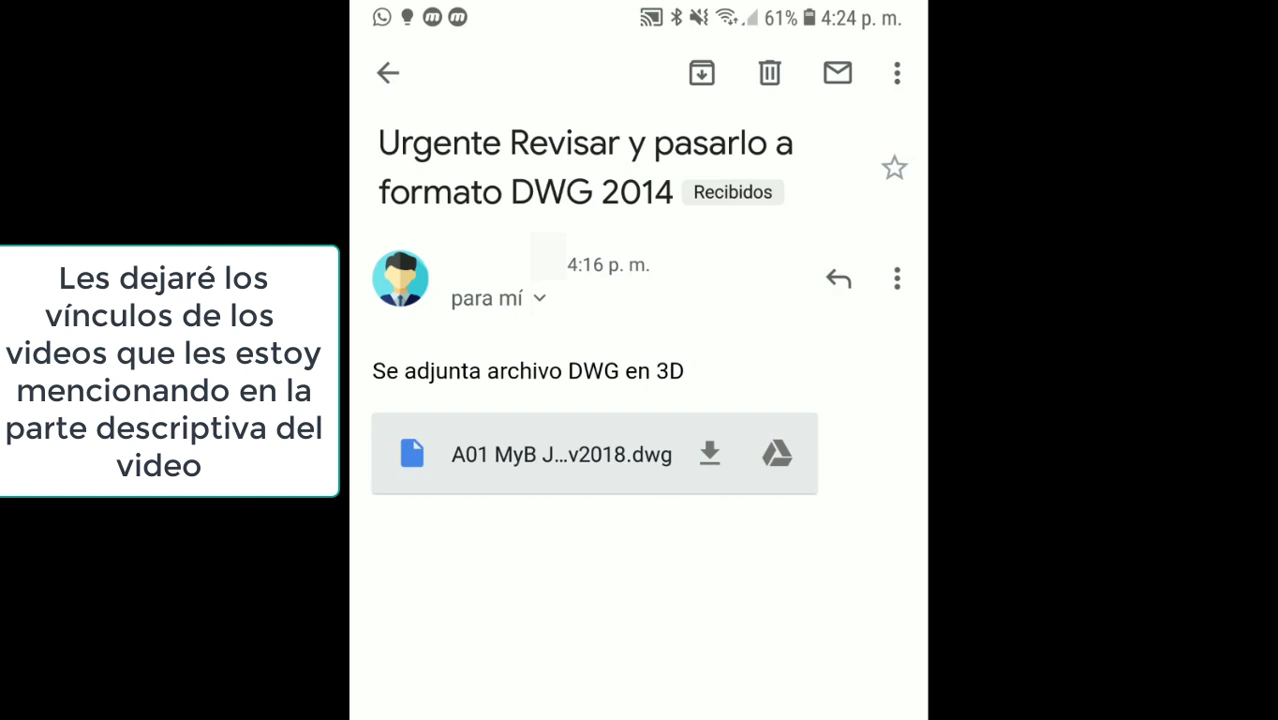 61% 4:24 p. m.
Urgente Revisar y pasarlo a
formato DWG 2014 Recibidos
4:16 p. m.
para mí
Se adjunta archivo DWG en 3D
A01 MyB J...v2018.dwg
Les dejaré los
vínculos de los
videos que les estoy
mencionando en la
parte descriptiva del
video